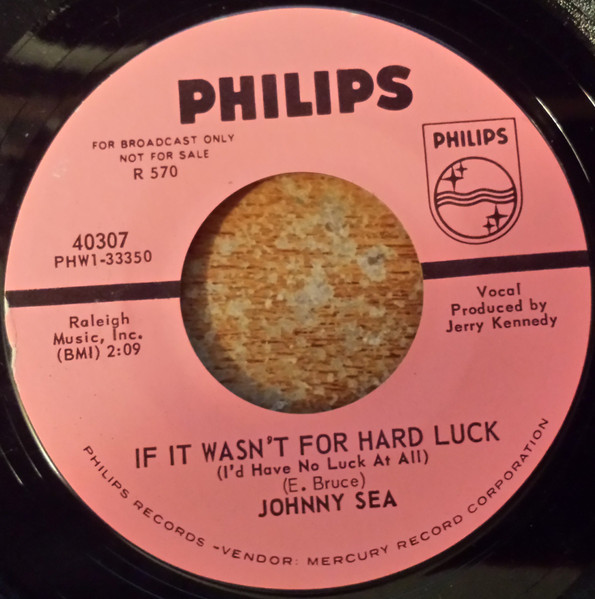 PHILIPS
FOR BROADCAST ONLY
NOT FOR SALE
R 570
PHILIPS
40307
PHW1-33350
Raleigh
Music, Inc.
(BMI) 2:09
Vocal
Produced by
Jerry Kennedy
IF IT WASN'T FOR HARD LUCK
(I'd Have No Luck At All)
(E. Bruce)
JOHNNY SEA
PHILIPS RECORDS -VENDOR: MERCURY RECORD CORPORATION